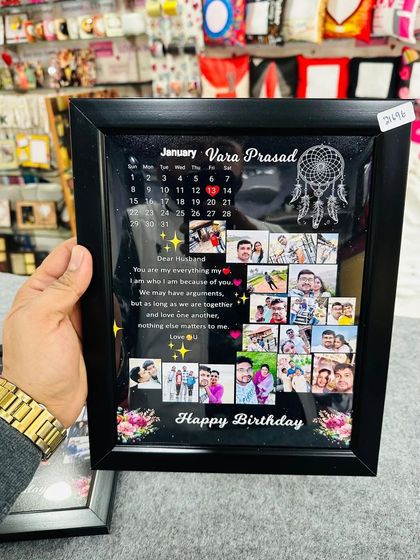 21696
January Vara Prasad
Sun Mon Tue Wed Thu Fri Sat
1 2 3 4 5 6 7
8 9 10 11 12 13 14
15 16 17 18 19 20 21
22 23 24 25 26 27 28
29 30 31
Dear Husband
You are my everything my
I am who I am because of you.
We may have arguments,
but as long as we are together
and love one another,
nothing else matters to me.
Love U
Happy Birthday